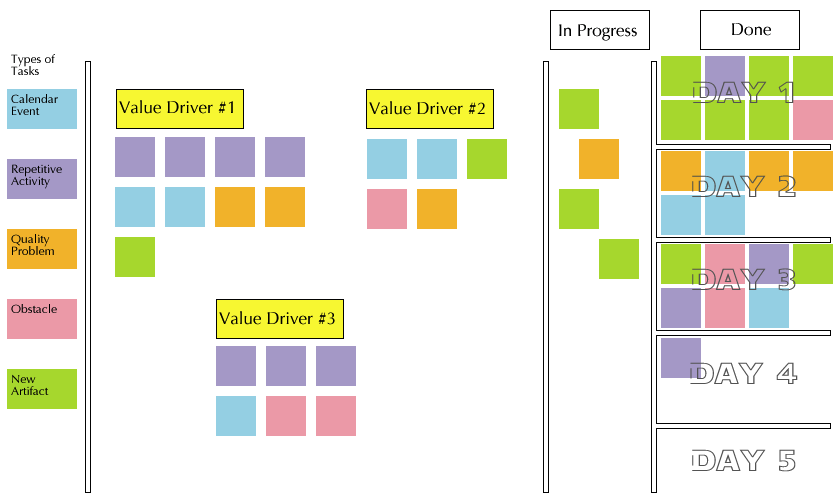 In Progress
Done
Types of
Tasks
Calendar
Event
Repetitive
Activity
Quality
Problem
Obstacle
New
Artifact
Value Driver #1
Value Driver #2
Value Driver #3
DAY 1
DAY 2
DAY 3
DAY 4
DAY 5